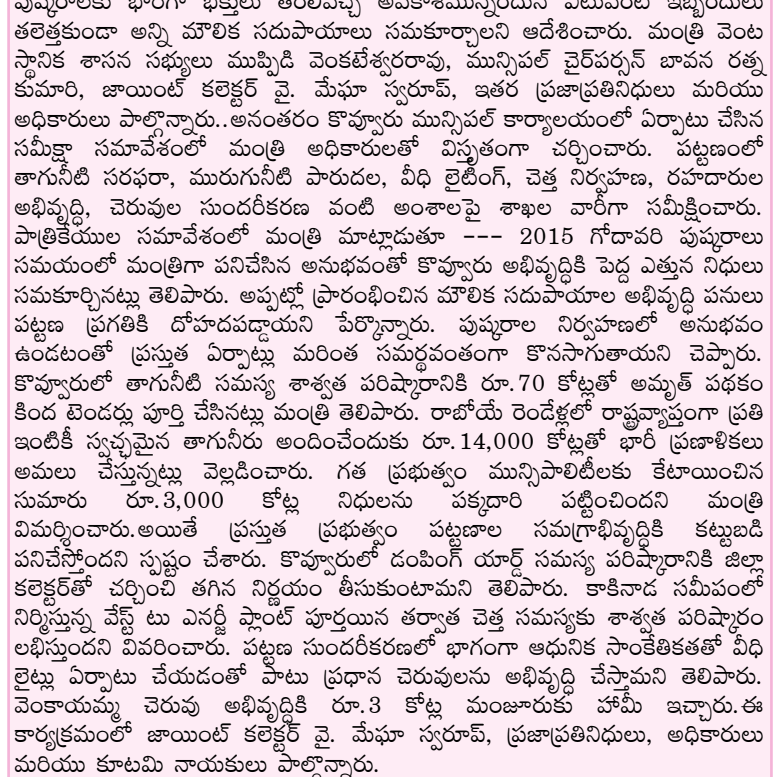 పుష్కరాలకు భారీగా భక్తులు తరలివచ్చే అవకాశమున్నందున ఎటువంటి ఇబ్బందులు
తలెత్తకుండా అన్ని మౌలిక సదుపాయాలు సమకూర్చాలని ఆదేశించారు. మంత్రి వెంట
స్థానిక శాసన సభ్యులు ముప్పిడి వెంకటేశ్వరరావు, మున్సిపల్ చైర్‌పర్సన్ బావన రత్న
కుమారి, జాయింట్ కలెక్టర్ వై. మేఘా స్వరూప్, ఇతర ప్రజాప్రతినిధులు మరియు
అధికారులు పాల్గొన్నారు..అనంతరం కొవ్వూరు మున్సిపల్ కార్యాలయంలో ఏర్పాటు చేసిన
సమీక్షా సమావేశంలో మంత్రి అధికారులతో విస్తృతంగా చర్చించారు. పట్టణంలో
తాగునీటి సరఫరా, మురుగునీటి పారుదల, వీధి లైటింగ్, చెత్త నిర్వహణ, రహదారుల
అభివృద్ధి, చెరువుల సుందరీకరణ వంటి అంశాలపై శాఖల వారీగా సమీక్షించారు.
పాత్రికేయుల సమావేశంలో మంత్రి మాట్లాడుతూ --- 2015 గోదావరి పుష్కరాలు
సమయంలో మంత్రిగా పనిచేసిన అనుభవంతో కొవ్వూరు అభివృద్ధికి పెద్ద ఎత్తున నిధులు
సమకూర్చినట్లు తెలిపారు. అప్పట్లో ప్రారంభించిన మౌలిక సదుపాయాల అభివృద్ధి పనులు
పట్టణ ప్రగతికి దోహదపడ్డాయని పేర్కొన్నారు. పుష్కరాల నిర్వహణలో అనుభవం
ఉండటంతో ప్రస్తుత ఏర్పాట్లు మరింత సమర్థవంతంగా కొనసాగుతాయని చెప్పారు.
కొవ్వూరులో తాగునీటి సమస్య శాశ్వత పరిష్కారానికి రూ.70 కోట్లతో అమృత్ పథకం
కింద టెండర్లు పూర్తి చేసినట్లు మంత్రి తెలిపారు. రాబోయే రెండేళ్లలో రాష్ట్రవ్యాప్తంగా ప్రతి
ఇంటికీ స్వచ్ఛమైన తాగునీరు అందించేందుకు రూ.14,000 కోట్లతో భారీ ప్రణాళికలు
అమలు చేస్తున్నట్లు వెల్లడించారు. గత ప్రభుత్వం మున్సిపాలిటీలకు కేటాయించిన
సుమారు రూ.3,000 కోట్ల నిధులను పక్కదారి పట్టించిందని మంత్రి
విమర్శించారు.అయితే ప్రస్తుత ప్రభుత్వం పట్టణాల సమగ్రాభివృద్ధికి కట్టుబడి
పనిచేస్తోందని స్పష్టం చేశారు. కొవ్వూరులో డంపింగ్ యార్డ్ సమస్య పరిష్కారానికి జిల్లా
కలెక్టర్‌తో చర్చించి తగిన నిర్ణయం తీసుకుంటామని తెలిపారు. కాకినాడ సమీపంలో
నిర్మిస్తున్న వేస్ట్ టు ఎనర్జీ ప్లాంట్ పూర్తయిన తర్వాత చెత్త సమస్యకు శాశ్వత పరిష్కారం
లభిస్తుందని వివరించారు. పట్టణ సుందరీకరణలో భాగంగా ఆధునిక సాంకేతికతతో వీధి
లైట్లు ఏర్పాటు చేయడంతో పాటు ప్రధాన చెరువులను అభివృద్ధి చేస్తామని తెలిపారు.
వెంకాయమ్మ చెరువు అభివృద్ధికి రూ.3 కోట్ల మంజూరుకు హామీ ఇచ్చారు.ఈ
కార్యక్రమంలో జాయింట్ కలెక్టర్ వై. మేఘా స్వరూప్, ప్రజాప్రతినిధులు, అధికారులు
మరియు కూటమి నాయకులు పాల్గొన్నారు.